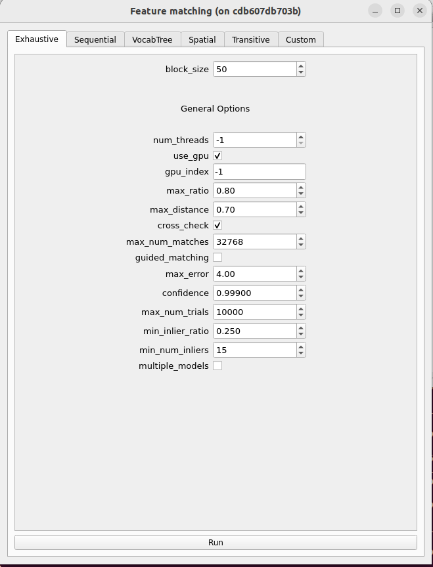 Feature matching (on cdb607db703b)
Exhaustive Sequential VocabTree Spatial Transitive Custom
block_size 50
General Options
num_threads -1
use_gpu
gpu_index -1
max_ratio 0.80
max_distance 0.70
cross_check
max_num_matches 32768
guided_matching
max_error 4.00
confidence 0.99900
max_num_trials 10000
min_inlier_ratio 0.250
min_num_inliers 15
multiple_models
Run